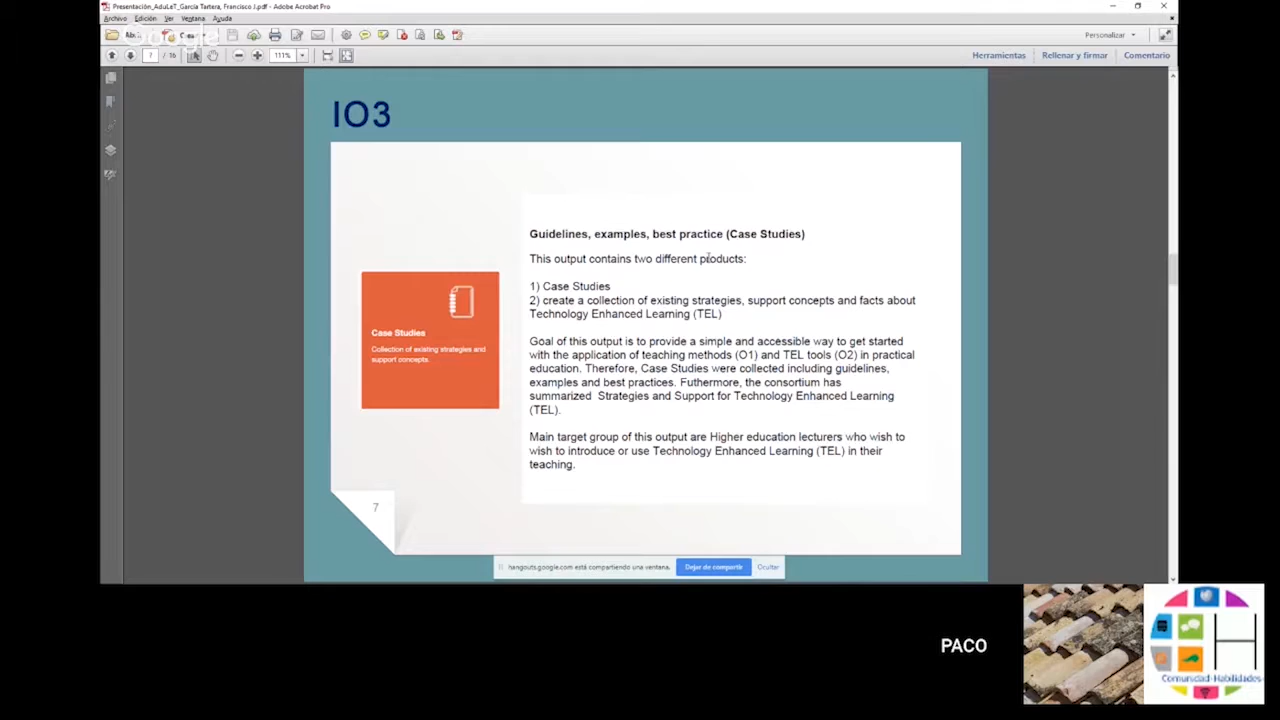 Presentación_AduLeT_García Tartera, Francisco J.pdf - Adobe Acrobat Pro
Archivo Edición Ver Ventana Ayuda
Google
Personalizar
7 / 16 111%
Herramientas Rellenar y firmar Comentario
IO3
Guidelines, examples, best practice (Case Studies)
This output contains two different products:
1) Case Studies
2) create a collection of existing strategies, support concepts and facts about
Technology Enhanced Learning (TEL)
Goal of this output is to provide a simple and accessible way to get started
with the application of teaching methods (O1) and TEL tools (O2) in practical
education. Therefore, Case Studies were collected including guidelines,
examples and best practices. Futhermore, the consortium has
summarized Strategies and Support for Technology Enhanced Learning
(TEL).
Main target group of this output are Higher education lecturers who wish to
wish to introduce or use Technology Enhanced Learning (TEL) in their
teaching.
Case Studies
Collection of existing strategies and
support concepts.
7
hangouts.google.com está compartiendo una ventana. Dejar de compartir Ocultar
PACO
H
Comunidad-Habilidades-